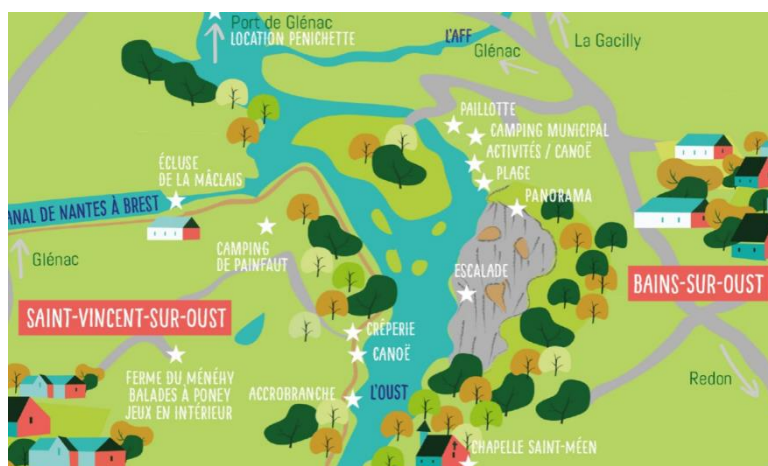 Port de Glénac
LOCATION PENICHETTE
L'AFF
Glénac
La Gacilly
PAILLOTTE
CAMPING MUNICIPAL
ACTIVITÉS / CANOË
PLAGE
PANORAMA
ÉCLUSE
DE LA MÂCLAIS
ANAL DE NANTES À BREST
Glénac
CAMPING
DE PAINFAUT
ESCALADE
BAINS-SUR-OUST
SAINT-VINCENT-SUR-OUST
CRÊPERIE
CANOË
FERME DU MÉNÉHY
BALADES À PONEY
JEUX EN INTÉRIEUR
ACCROBRANCHE
L'OUST
Redon
CHAPELLE SAINT-MÉEN